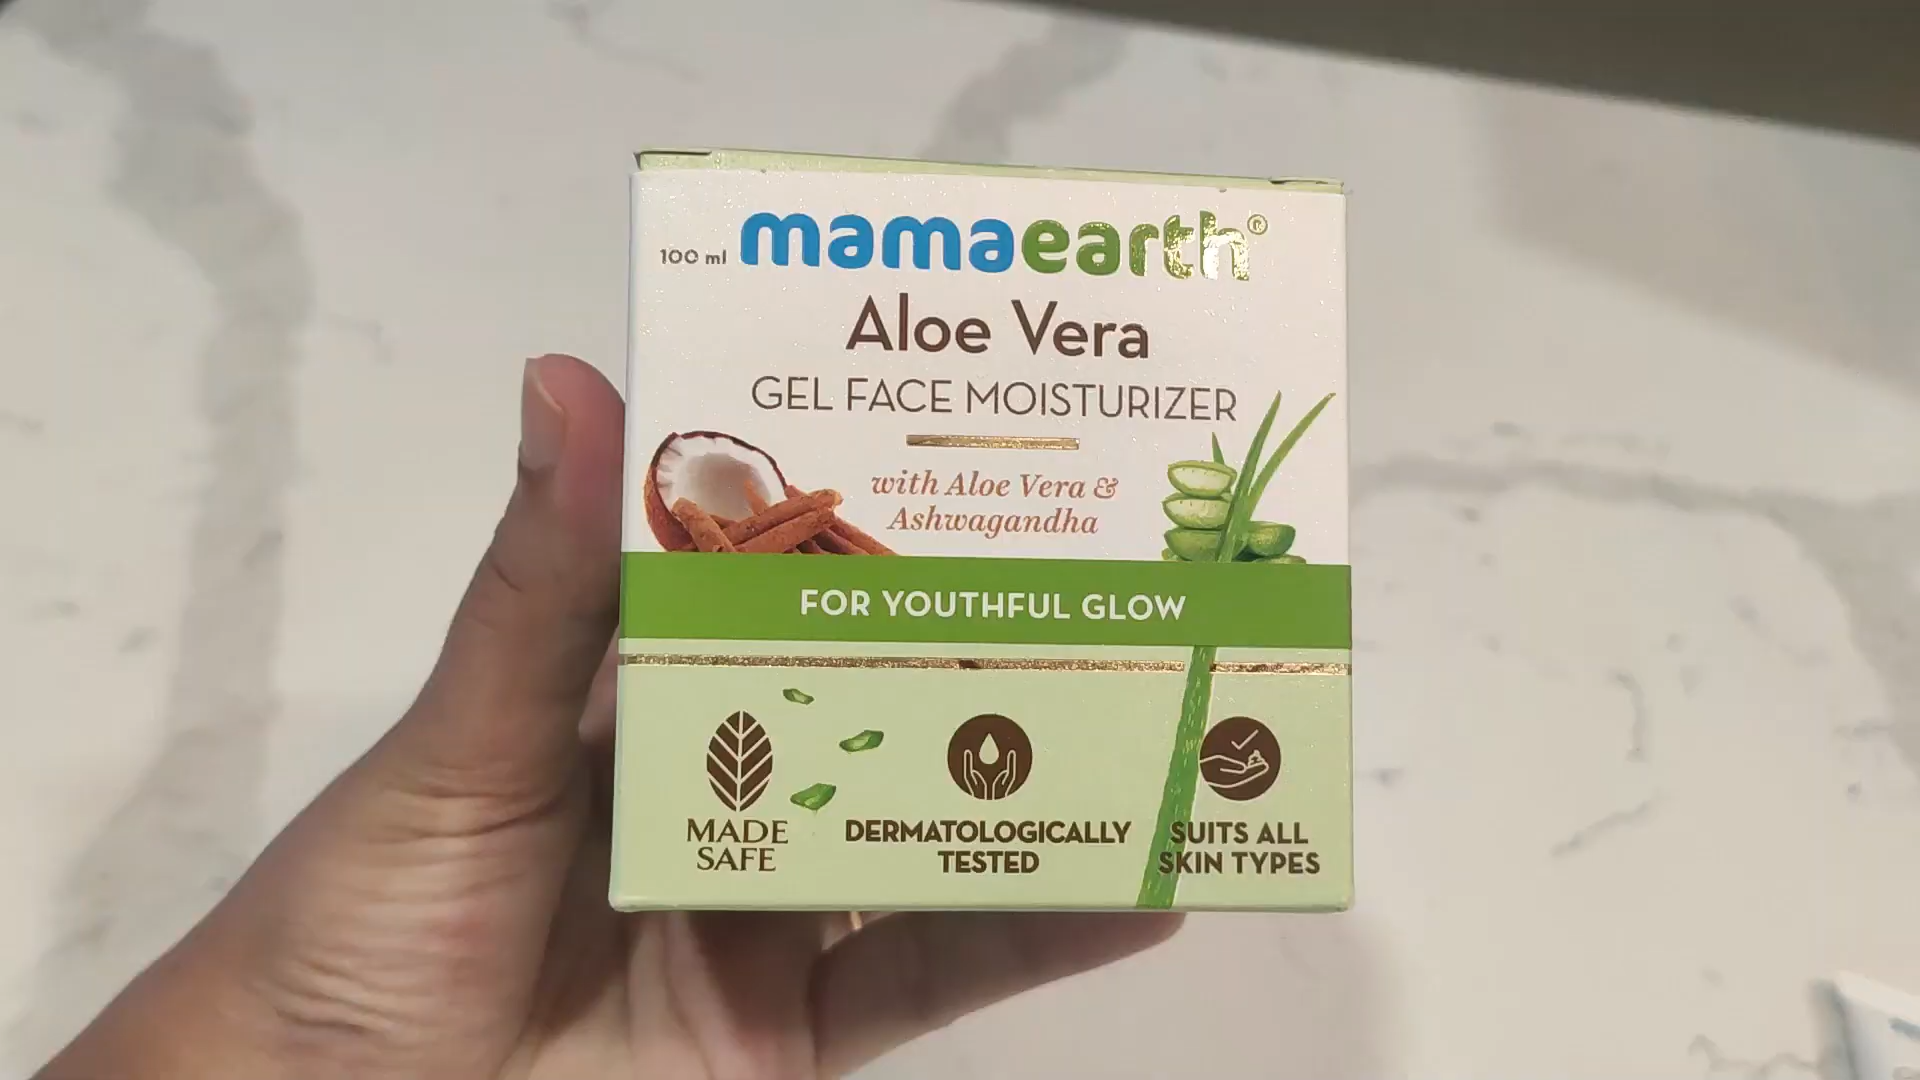 100 ml mamaearth®
Aloe Vera
GEL FACE MOISTURIZER
with Aloe Vera &
Ashwagandha
FOR YOUTHFUL GLOW
MADE
SAFE
DERMATOLOGICALLY
TESTED
SUITS ALL
SKIN TYPES